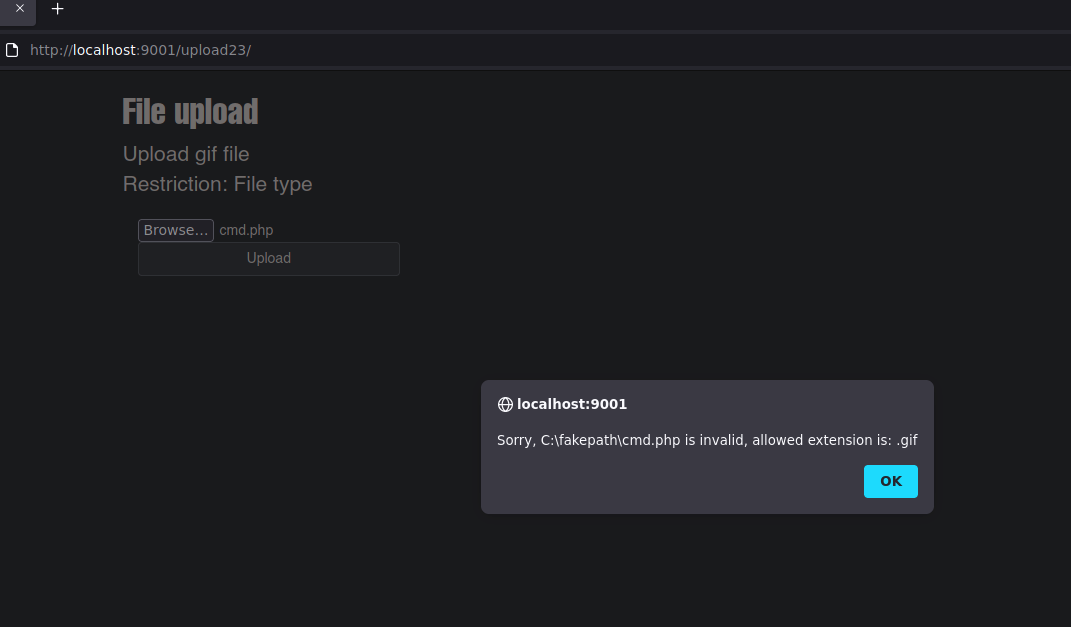 http://localhost:9001/upload23/
File upload
Upload gif file
Restriction: File type
Browse... cmd.php
Upload
localhost:9001
Sorry, C:\fakepath\cmd.php is invalid, allowed extension is: .gif
OK